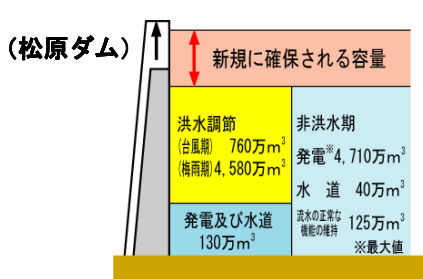 (松原ダム)
新規に確保される容量
洪水調節
(台風期) 760万m³
(梅雨期)4,580万m³
発電及び水道
130万m³
非洪水期
発電※4,710万m³
水 道 40万m³
流水の正常な
機能の維持 125万m³
※最大値